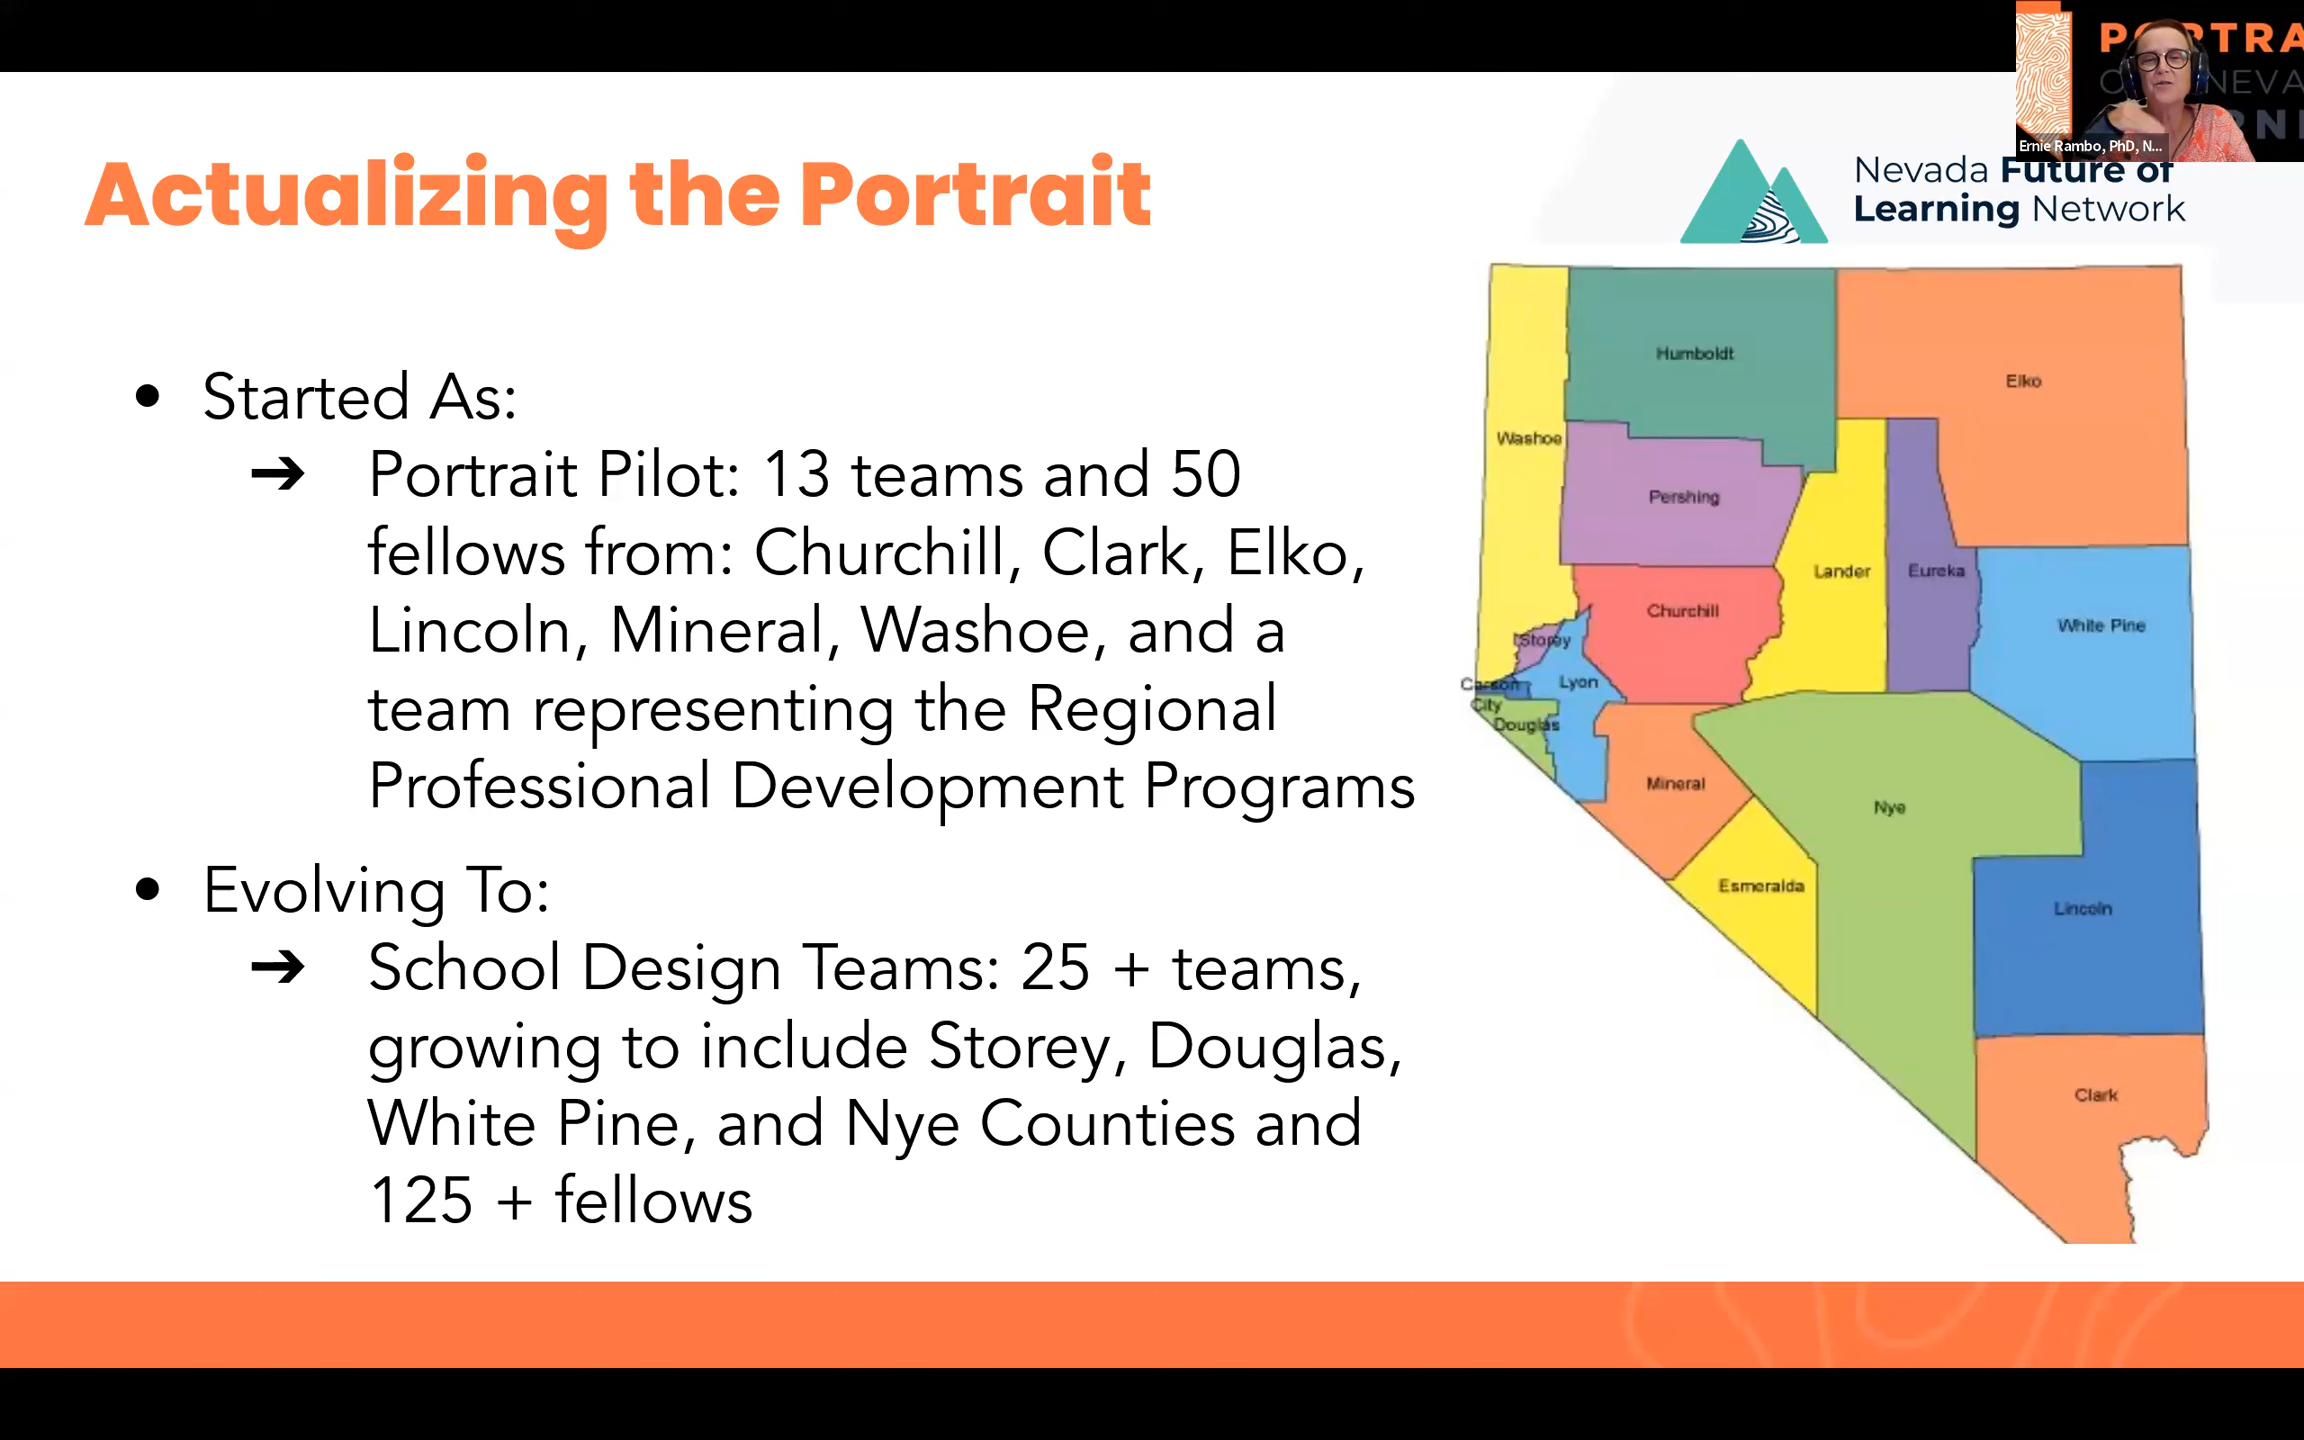 PORTRA
NEVA
RNI
Ernie Rambo, PhD, N...
Actualizing the Portrait
Nevada Future of
Learning Network
• Started As:
➔ Portrait Pilot: 13 teams and 50
fellows from: Churchill, Clark, Elko,
Lincoln, Mineral, Washoe, and a
team representing the Regional
Professional Development Programs
• Evolving To:
➔ School Design Teams: 25 + teams,
growing to include Storey, Douglas,
White Pine, and Nye Counties and
125 + fellows
Humboldt
Elko
Washoe
Pershing
Lander
Eureka
Churchill
White Pine
Storey
Lyon
Carson
City
Douglas
Mineral
Nye
Esmeralda
Lincoln
Clark